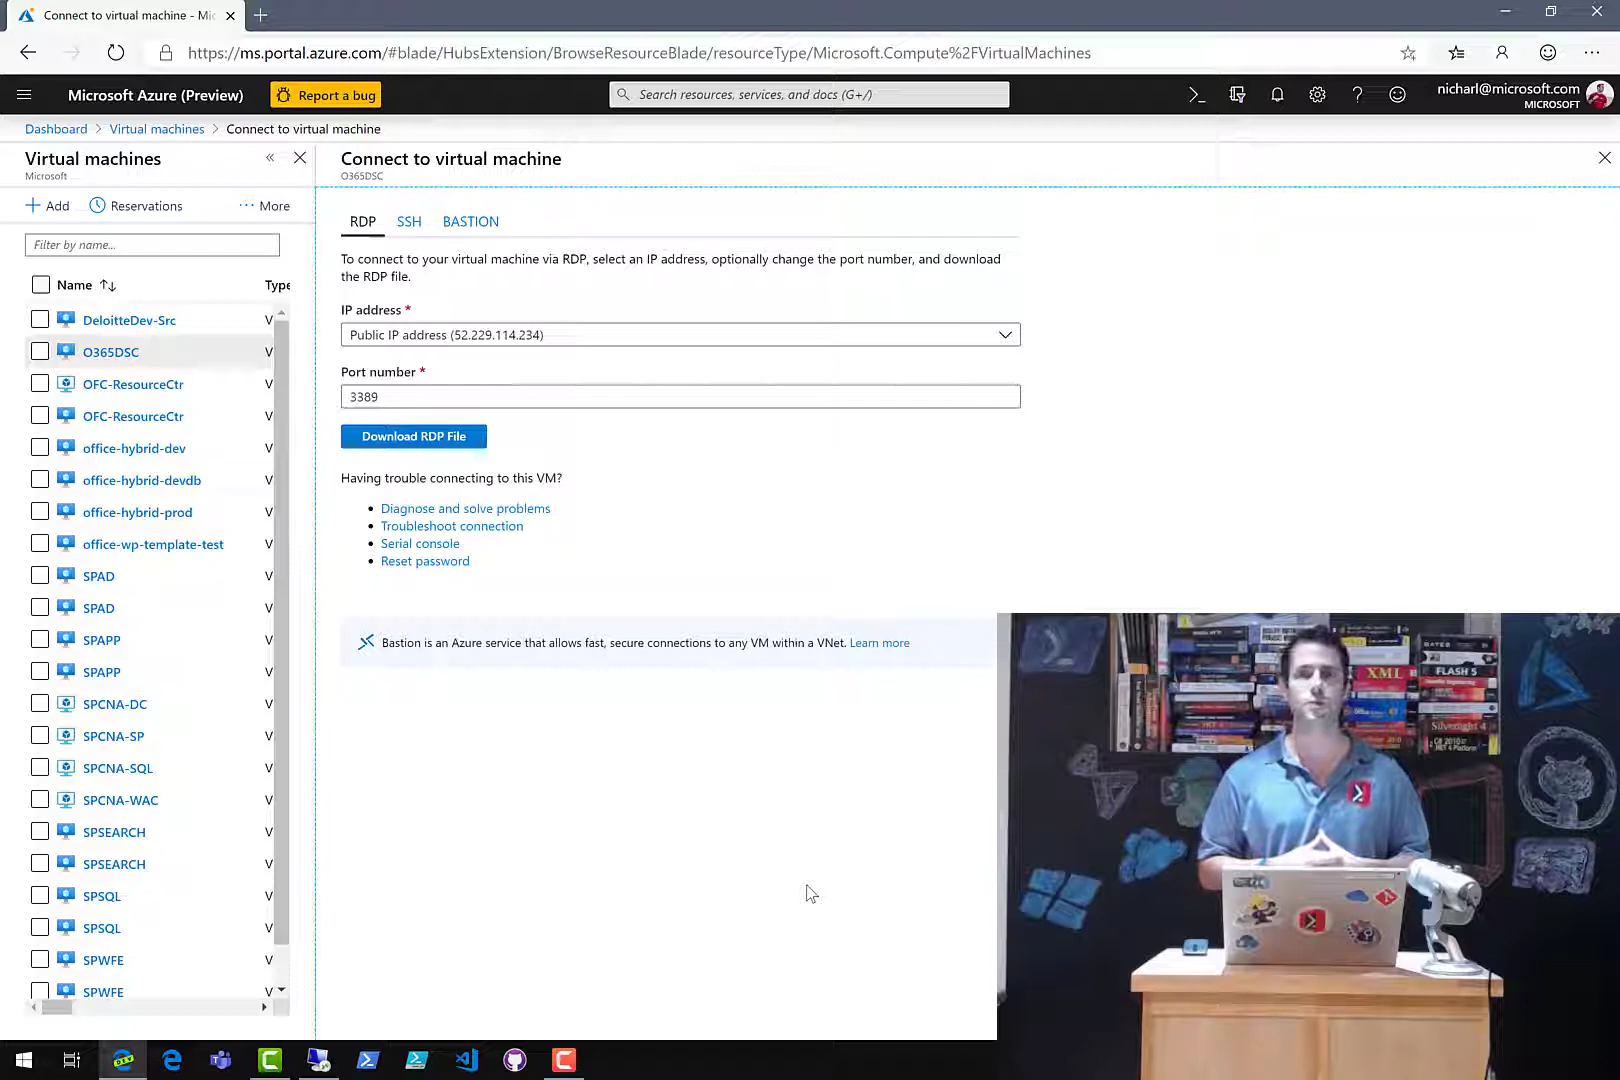 Connect to virtual machine - Mic
https://ms.portal.azure.com/#blade/HubsExtension/BrowseResourceBlade/resourceType/Microsoft.Compute%2FVirtualMachines
Microsoft Azure (Preview)
Report a bug
Search resources, services, and docs (G+/)
nicharl@microsoft.com
MICROSOFT
Dashboard > Virtual machines > Connect to virtual machine
Virtual machines
Microsoft
Add
Reservations
More
Filter by name...
Name
Type
DeloitteDev-Src V
O365DSC V
OFC-ResourceCtr V
OFC-ResourceCtr V
office-hybrid-dev V
office-hybrid-devdb V
office-hybrid-prod V
office-wp-template-test V
SPAD V
SPAD V
SPAPP V
SPAPP V
SPCNA-DC V
SPCNA-SP V
SPCNA-SQL V
SPCNA-WAC V
SPSEARCH V
SPSEARCH V
SPSQL V
SPSQL V
SPWFE V
SPWFE V
Connect to virtual machine
O365DSC
RDP SSH BASTION
To connect to your virtual machine via RDP, select an IP address, optionally change the port number, and download
the RDP file.
IP address *
Public IP address (52.229.114.234)
Port number *
3389
Download RDP File
Having trouble connecting to this VM?
Diagnose and solve problems
Troubleshoot connection
Serial console
Reset password
Bastion is an Azure service that allows fast, secure connections to any VM within a VNet. Learn more
XML
FLASH 5
Silverlight 4
DEV